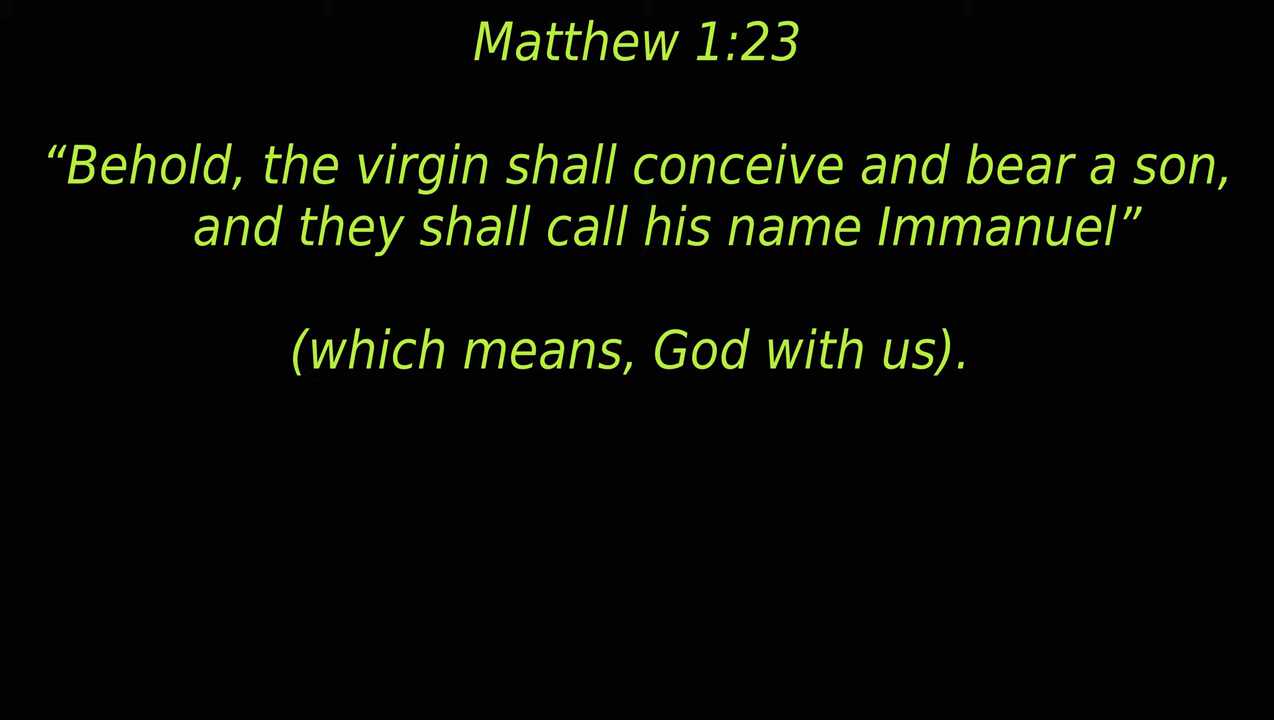 Matthew 1:23
“Behold, the virgin shall conceive and bear a son,
and they shall call his name Immanuel”
(which means, God with us).